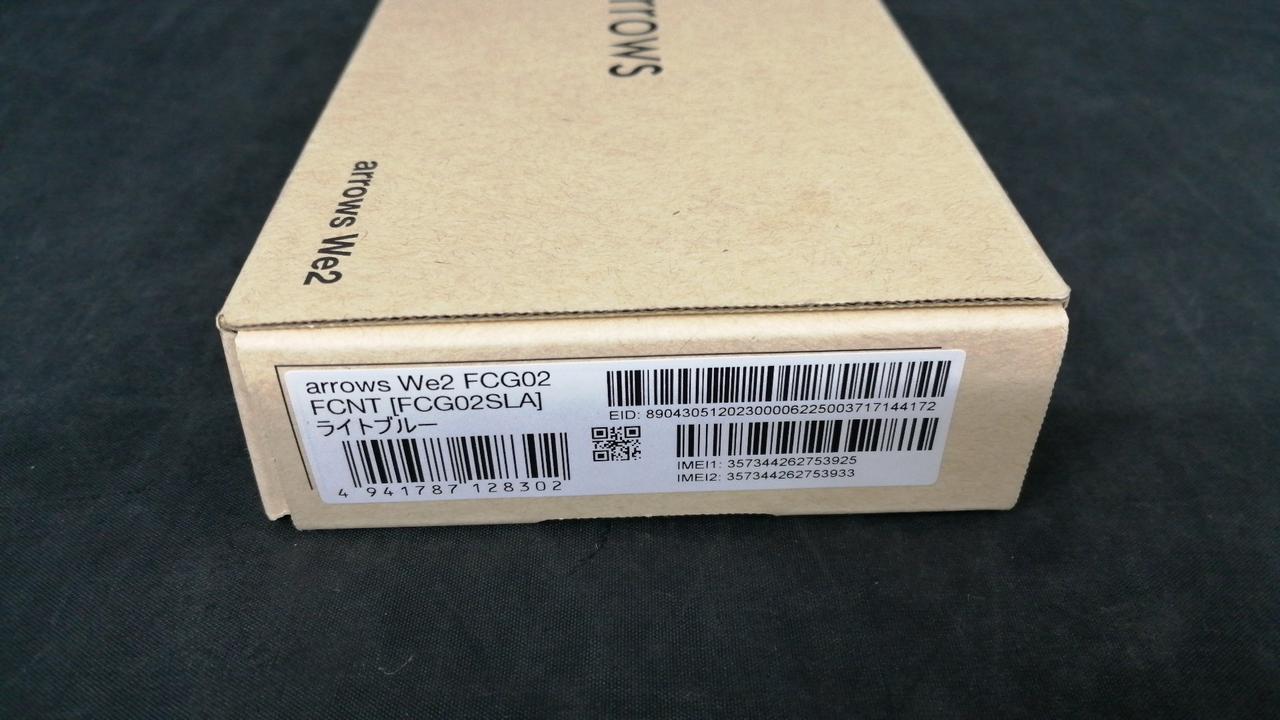 arrows We2
arrows We2 FCG02
FCNT [FCG02SLA]
ライトブルー
4 941787 128302
EID: 89043051202300006225003717144172
IMEI1: 357344262753925
IMEI2: 357344262753933